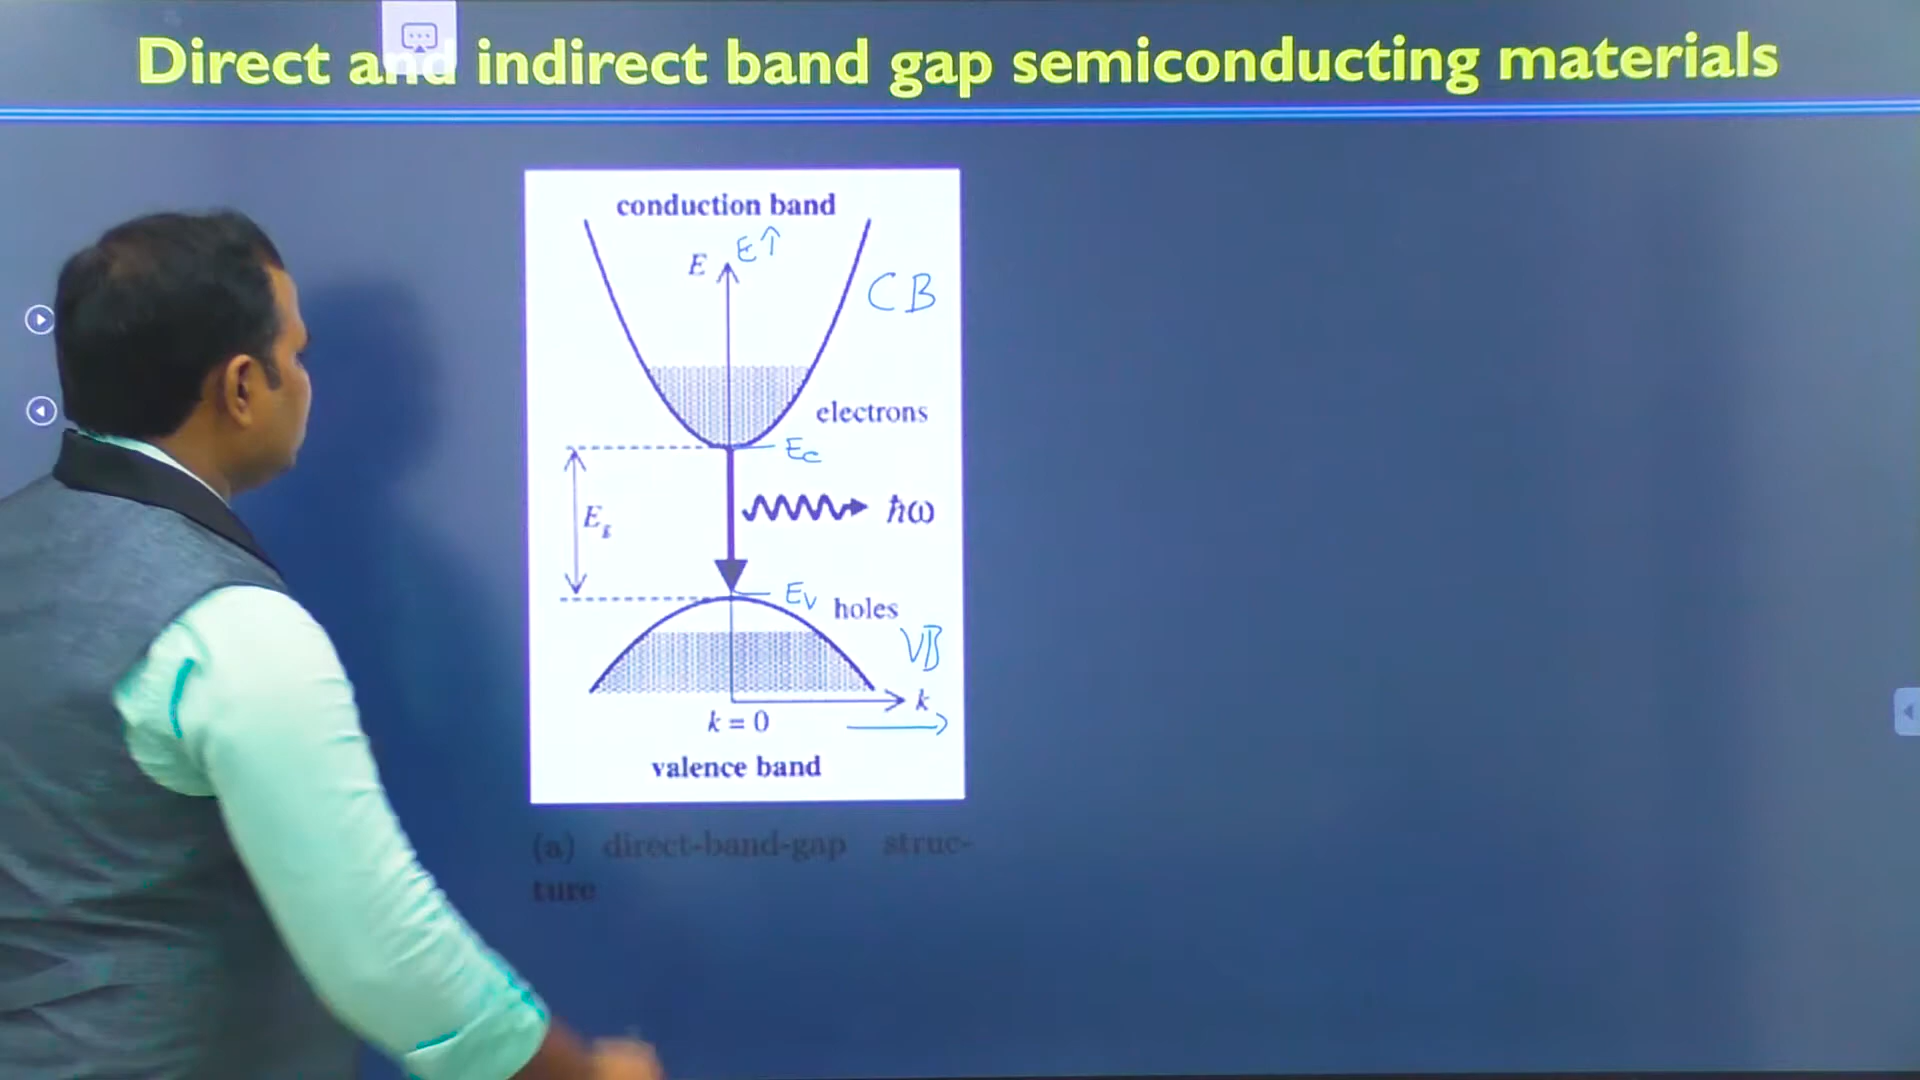 Direct and indirect band gap semiconducting materials
conduction band
E
E↑
CB
electrons
Ec
Eg
ħω
Ev
holes
VB
k
k = 0
valence band
(a) direct-band-gap struc-
ture